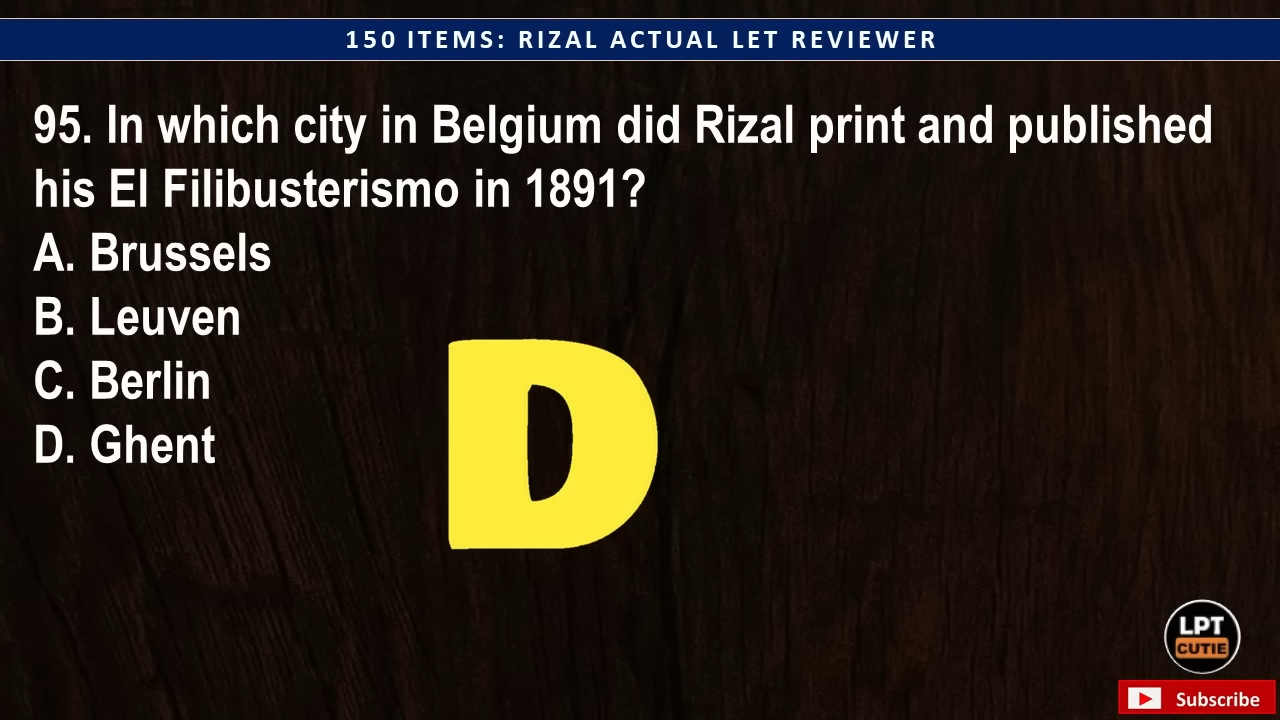 150 ITEMS: RIZAL ACTUAL LET REVIEWER
95. In which city in Belgium did Rizal print and published
his El Filibusterismo in 1891?
A. Brussels
B. Leuven
C. Berlin
D. Ghent
D
LPT
CUTIE
Subscribe